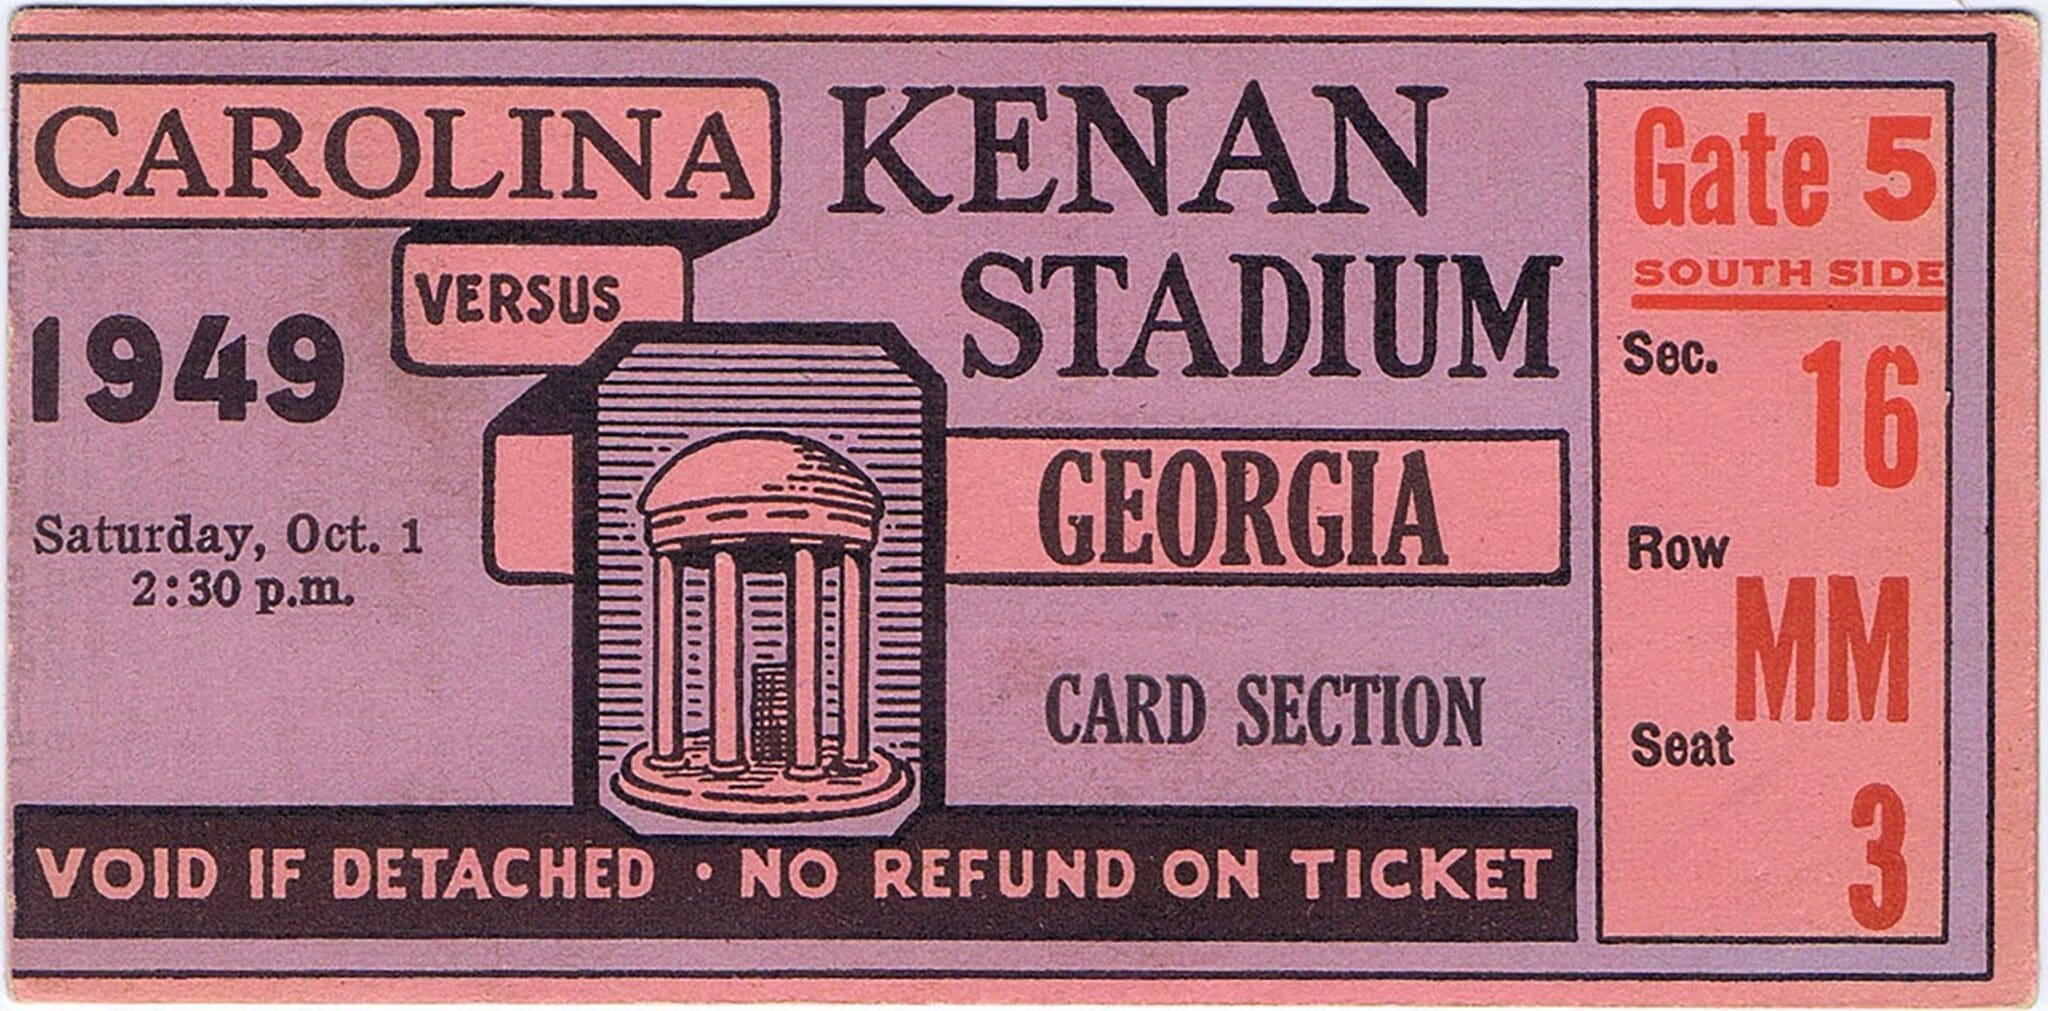 CAROLINA
VERSUS
GEORGIA
KENAN
STADIUM
1949
Saturday, Oct. 1
2:30 p.m.
CARD SECTION
VOID IF DETACHED · NO REFUND ON TICKET
Gate 5
SOUTH SIDE
Sec.
16
Row
MM
Seat
3